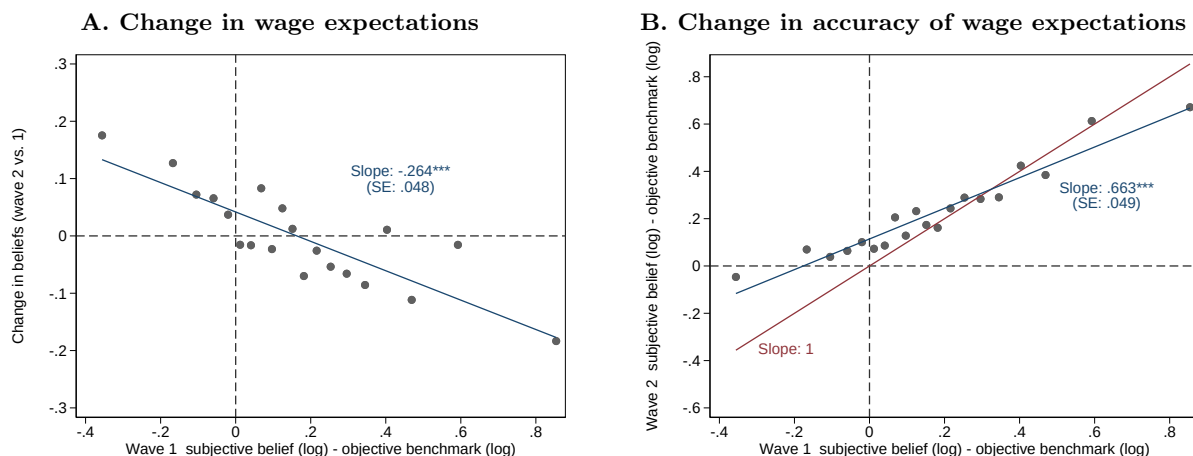 A. Change in wage expectations
Change in beliefs (wave 2 vs. 1)
.3
.2
.1
0
-.1
-.2
-.3
Slope: -.264***
(SE: .048)
-.4 -.2 0 .2 .4 .6 .8
Wave 1 subjective belief (log) - objective benchmark (log)
B. Change in accuracy of wage expectations
Wave 2 subjective belief (log) - objective benchmark (log)
.8
.6
.4
.2
0
-.2
-.4
-.6
Slope: .663***
(SE: .049)
Slope: 1
-.4 -.2 0 .2 .4 .6 .8
Wave 1 subjective belief (log) - objective benchmark (log)